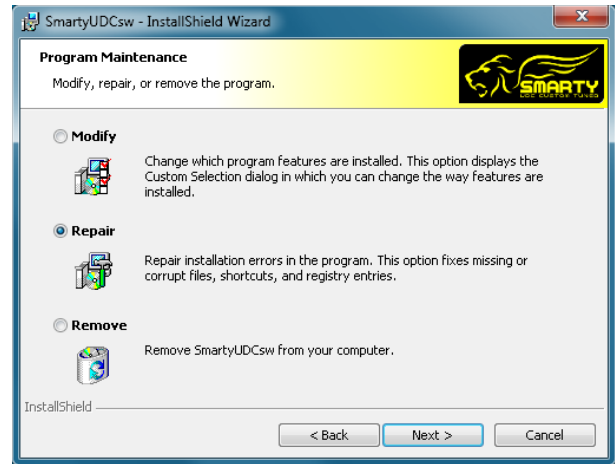 SmartyUDCsw - InstallShield Wizard
Program Maintenance
Modify, repair, or remove the program.
SMARTY
UDC CUSTOM TUNED
Modify
Change which program features are installed. This option displays the
Custom Selection dialog in which you can change the way features are
installed.
Repair
Repair installation errors in the program. This option fixes missing or
corrupt files, shortcuts, and registry entries.
Remove
Remove SmartyUDCsw from your computer.
InstallShield
< Back
Next >
Cancel